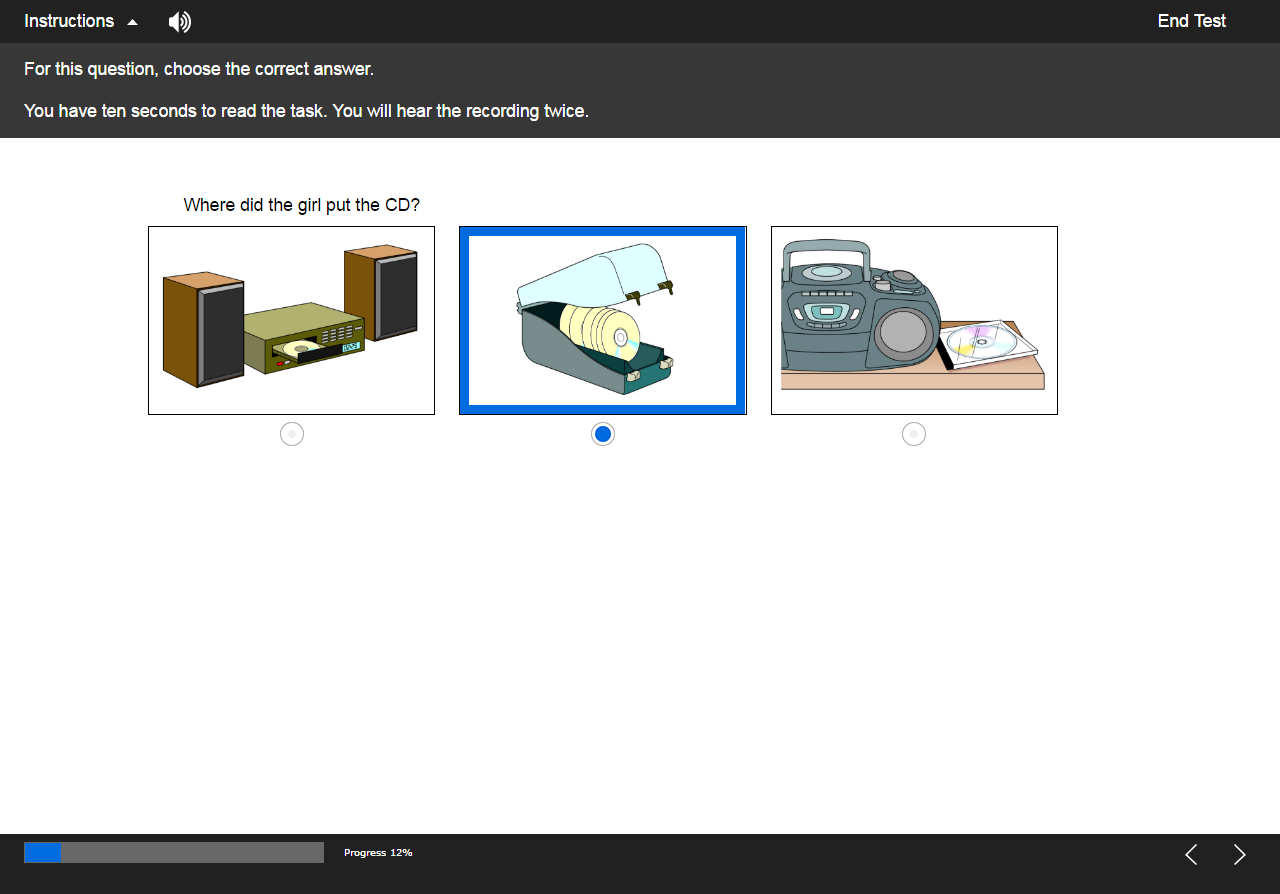 Instructions
End Test
For this question, choose the correct answer.
You have ten seconds to read the task. You will hear the recording twice.
Where did the girl put the CD?
Progress 12%